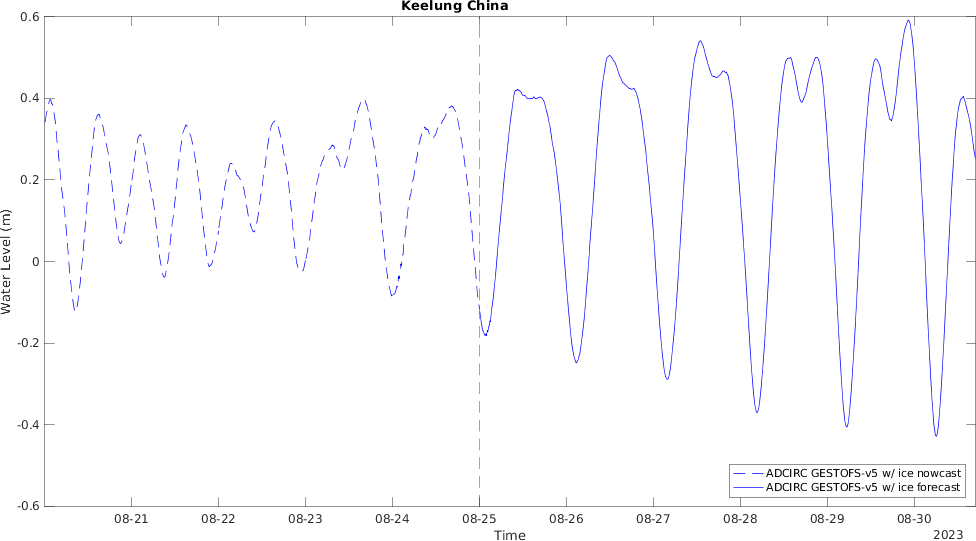 Keelung China
0.6
0.4
0.2
0
-0.2
-0.4
-0.6
Water Level (m)
ADCIRC GESTOFS-v5 w/ ice nowcast
ADCIRC GESTOFS-v5 w/ ice forecast
08-21 08-22 08-23 08-24 08-25 08-26 08-27 08-28 08-29 08-30
Time
2023